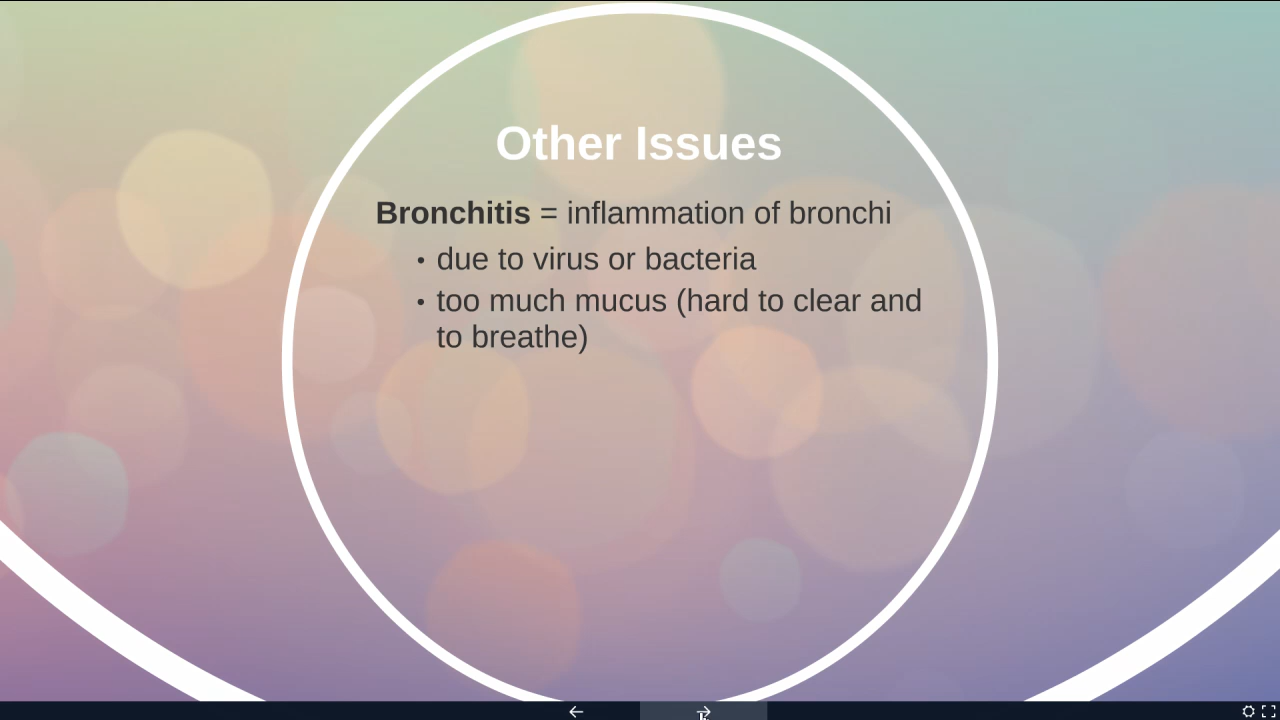 Other Issues
Bronchitis = inflammation of bronchi
• due to virus or bacteria
• too much mucus (hard to clear and
to breathe)